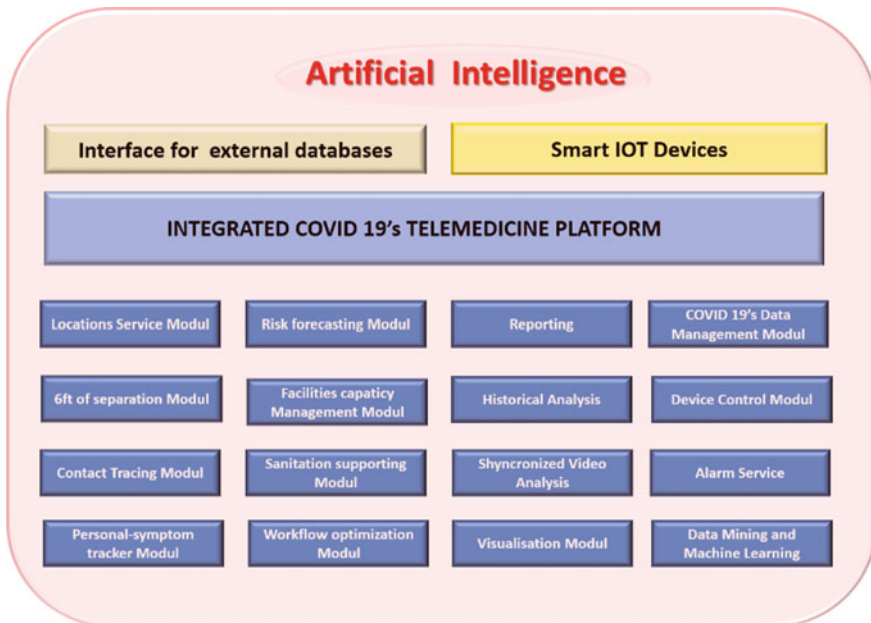 Artificial Intelligence
Interface for external databases
Smart IOT Devices
INTEGRATED COVID 19's TELEMEDICINE PLATFORM
Locations Service Modul
Risk forecasting Modul
Reporting
COVID 19's Data
Management Modul
6ft of separation Modul
Facilities capaticy
Management Modul
Historical Analysis
Device Control Modul
Contact Tracing Modul
Sanitation supporting
Modul
Shyncronized Video
Analysis
Alarm Service
Personal-symptom
tracker Modul
Workflow optimization
Modul
Visualisation Modul
Data Mining and
Machine Learning